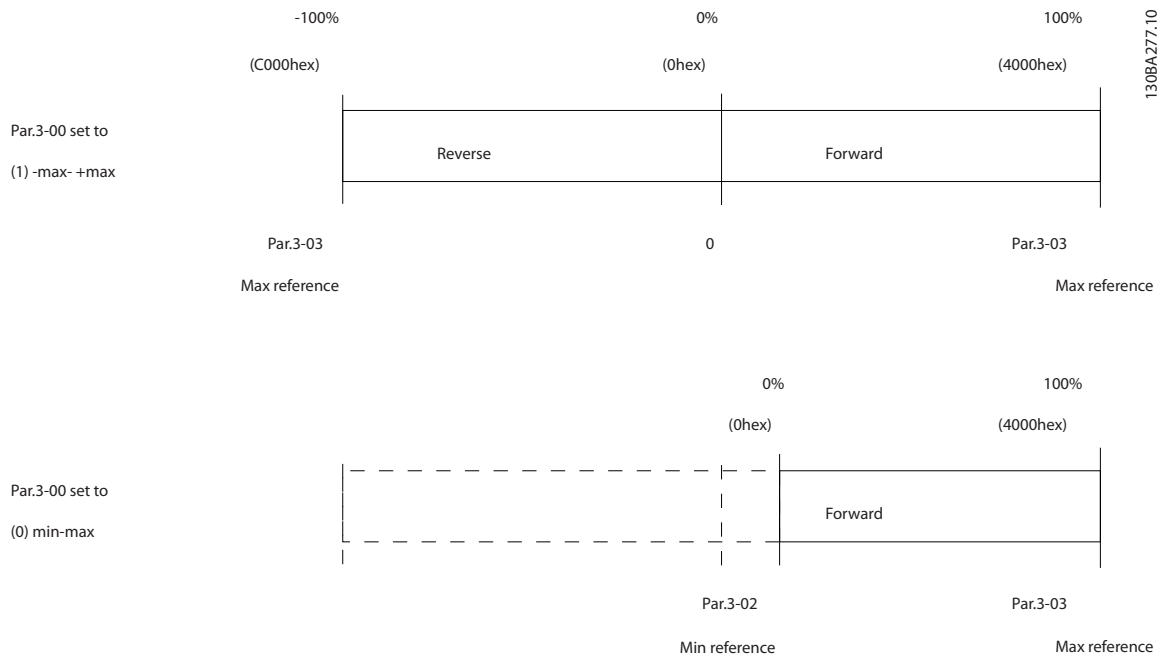 -100% 0% 100%
(C000hex) (0hex) (4000hex)
130BA277.10
Par.3-00 set to
(1) -max- +max
Reverse Forward
Par.3-03 0 Par.3-03
Max reference Max reference
0% 100%
(0hex) (4000hex)
Par.3-00 set to
(0) min-max
Forward
Par.3-02 Par.3-03
Min reference Max reference